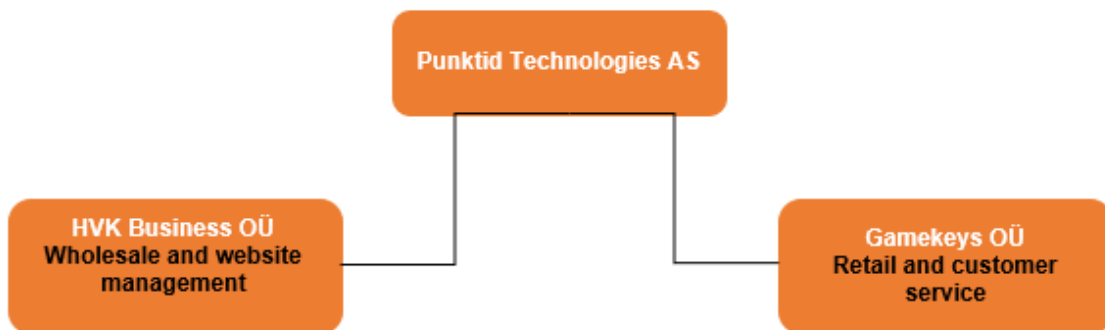 Punktid Technologies AS
HVK Business OÜ
Wholesale and website
management
Gamekeys OÜ
Retail and customer
service